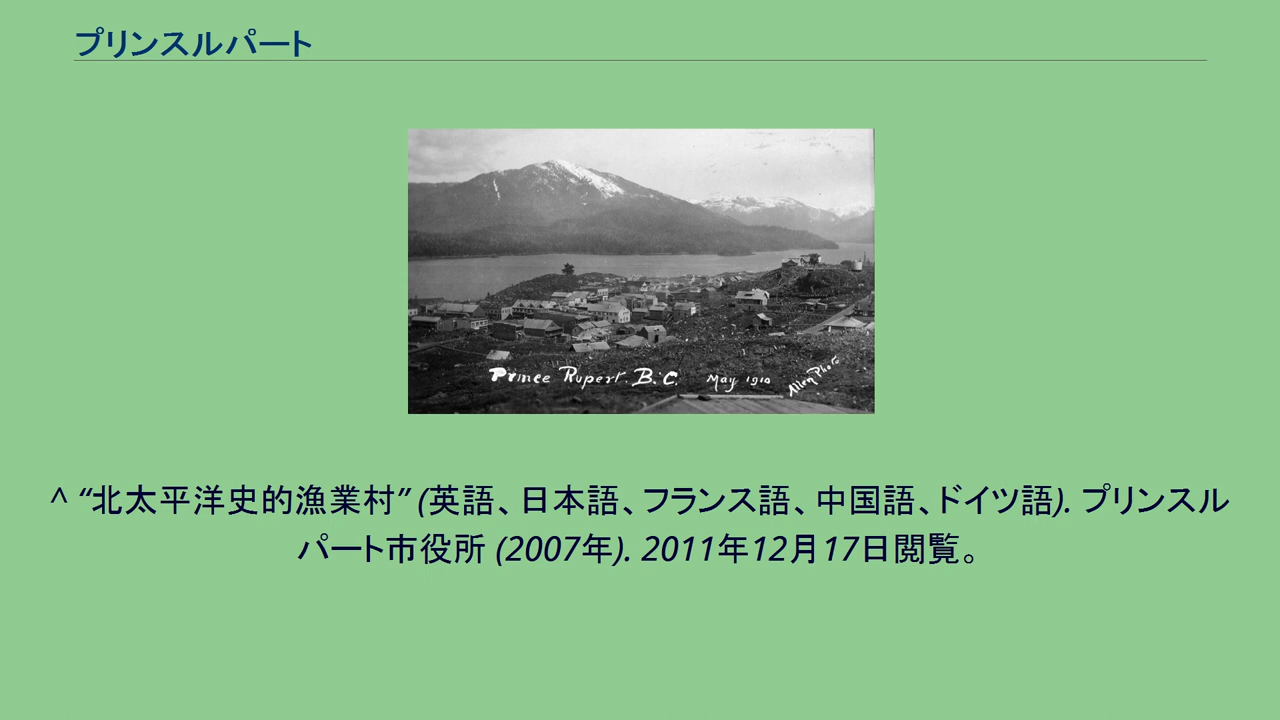 プリンスルパート
Prince Rupert. B.C. May 1910 Allen Photo
^ “北太平洋史的漁業村” (英語、日本語、フランス語、中国語、ドイツ語). プリンスル
パート市役所 (2007年). 2011年12月17日閲覧。